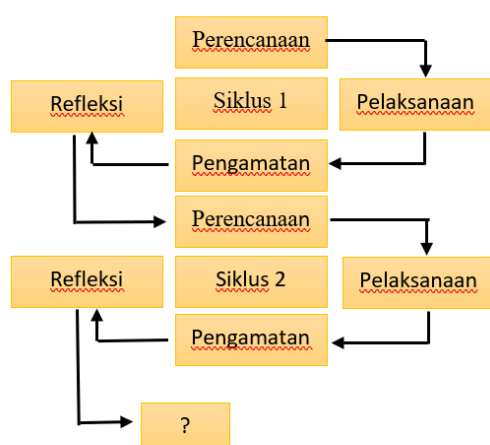 Perencanaan
Refleksi
Siklus 1
Pelaksanaan
Pengamatan
Perencanaan
Refleksi
Siklus 2
Pelaksanaan
Pengamatan
?